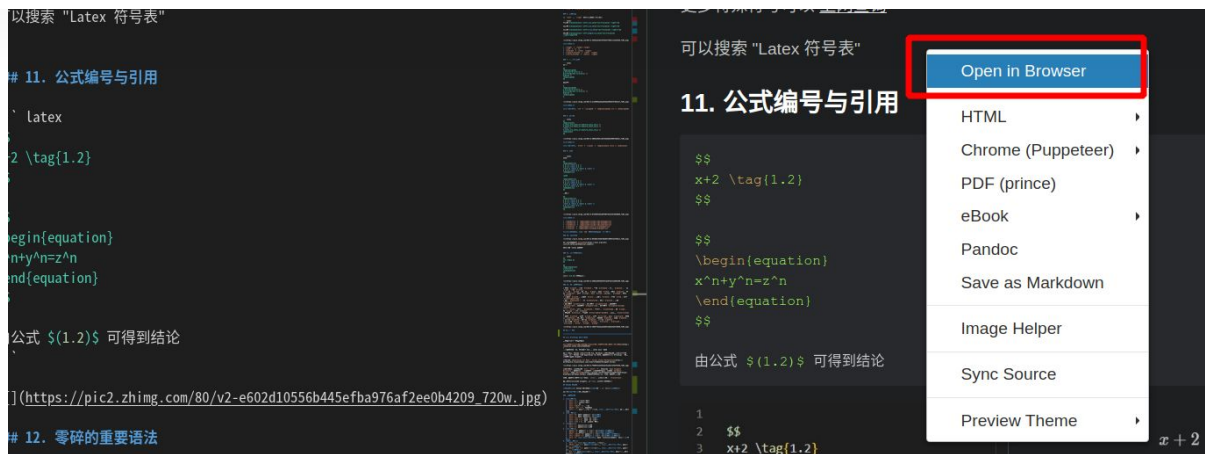 可以搜索 "Latex 符号表"
## 11. 公式编号与引用
` latex
+2 \tag{1.2}
begin{equation}
^n+y^n=z^n
end{equation}
公式 $(1.2)$ 可得到结论
](https://pic2.zhimg.com/80/v2-e602d10556b445efba976af2ee0b4209_720w.jpg)
## 12. 零碎的重要语法
可以搜索 "Latex 符号表"
11. 公式编号与引用
$$
x+2 \tag{1.2}
$$
$$
\begin{equation}
x^n+y^n=z^n
\end{equation}
$$
由公式 $(1.2)$ 可得到结论
1
2 $$
3 x+2 \tag{1.2}
x + 2
Open in Browser
HTML
Chrome (Puppeteer)
PDF (prince)
eBook
Pandoc
Save as Markdown
Image Helper
Sync Source
Preview Theme